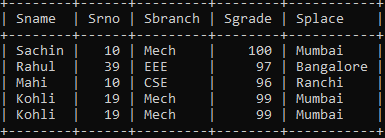 +--------+------+---------+--------+-----------+
| Sname | Srno | Sbranch | Sgrade | Splace |
+--------+------+---------+--------+-----------+
| Sachin | 10 | Mech | 100 | Mumbai |
| Rahul | 39 | EEE | 97 | Bangalore |
| Mahi | 10 | CSE | 96 | Ranchi |
| Kohli | 19 | Mech | 99 | Mumbai |
| Kohli | 19 | Mech | 99 | Mumbai |
+--------+------+---------+--------+-----------+